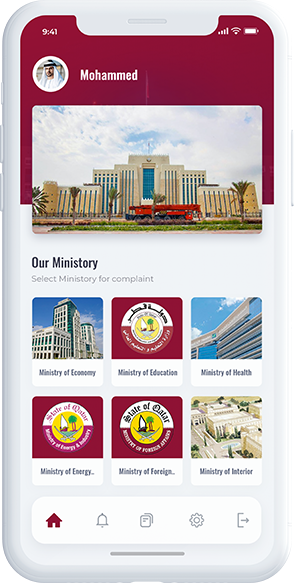 9:41
Mohammed
Our Ministory
Select Ministory for complaint
Ministry of Economy
Ministry of Education
Ministry of Health
State of Qatar
Ministry of Energy & Industry
State of Qatar
MINISTRY OF FOREIGN AFFAIRS
Ministry of Energy..
Ministry of Foreign..
Ministry of Interior